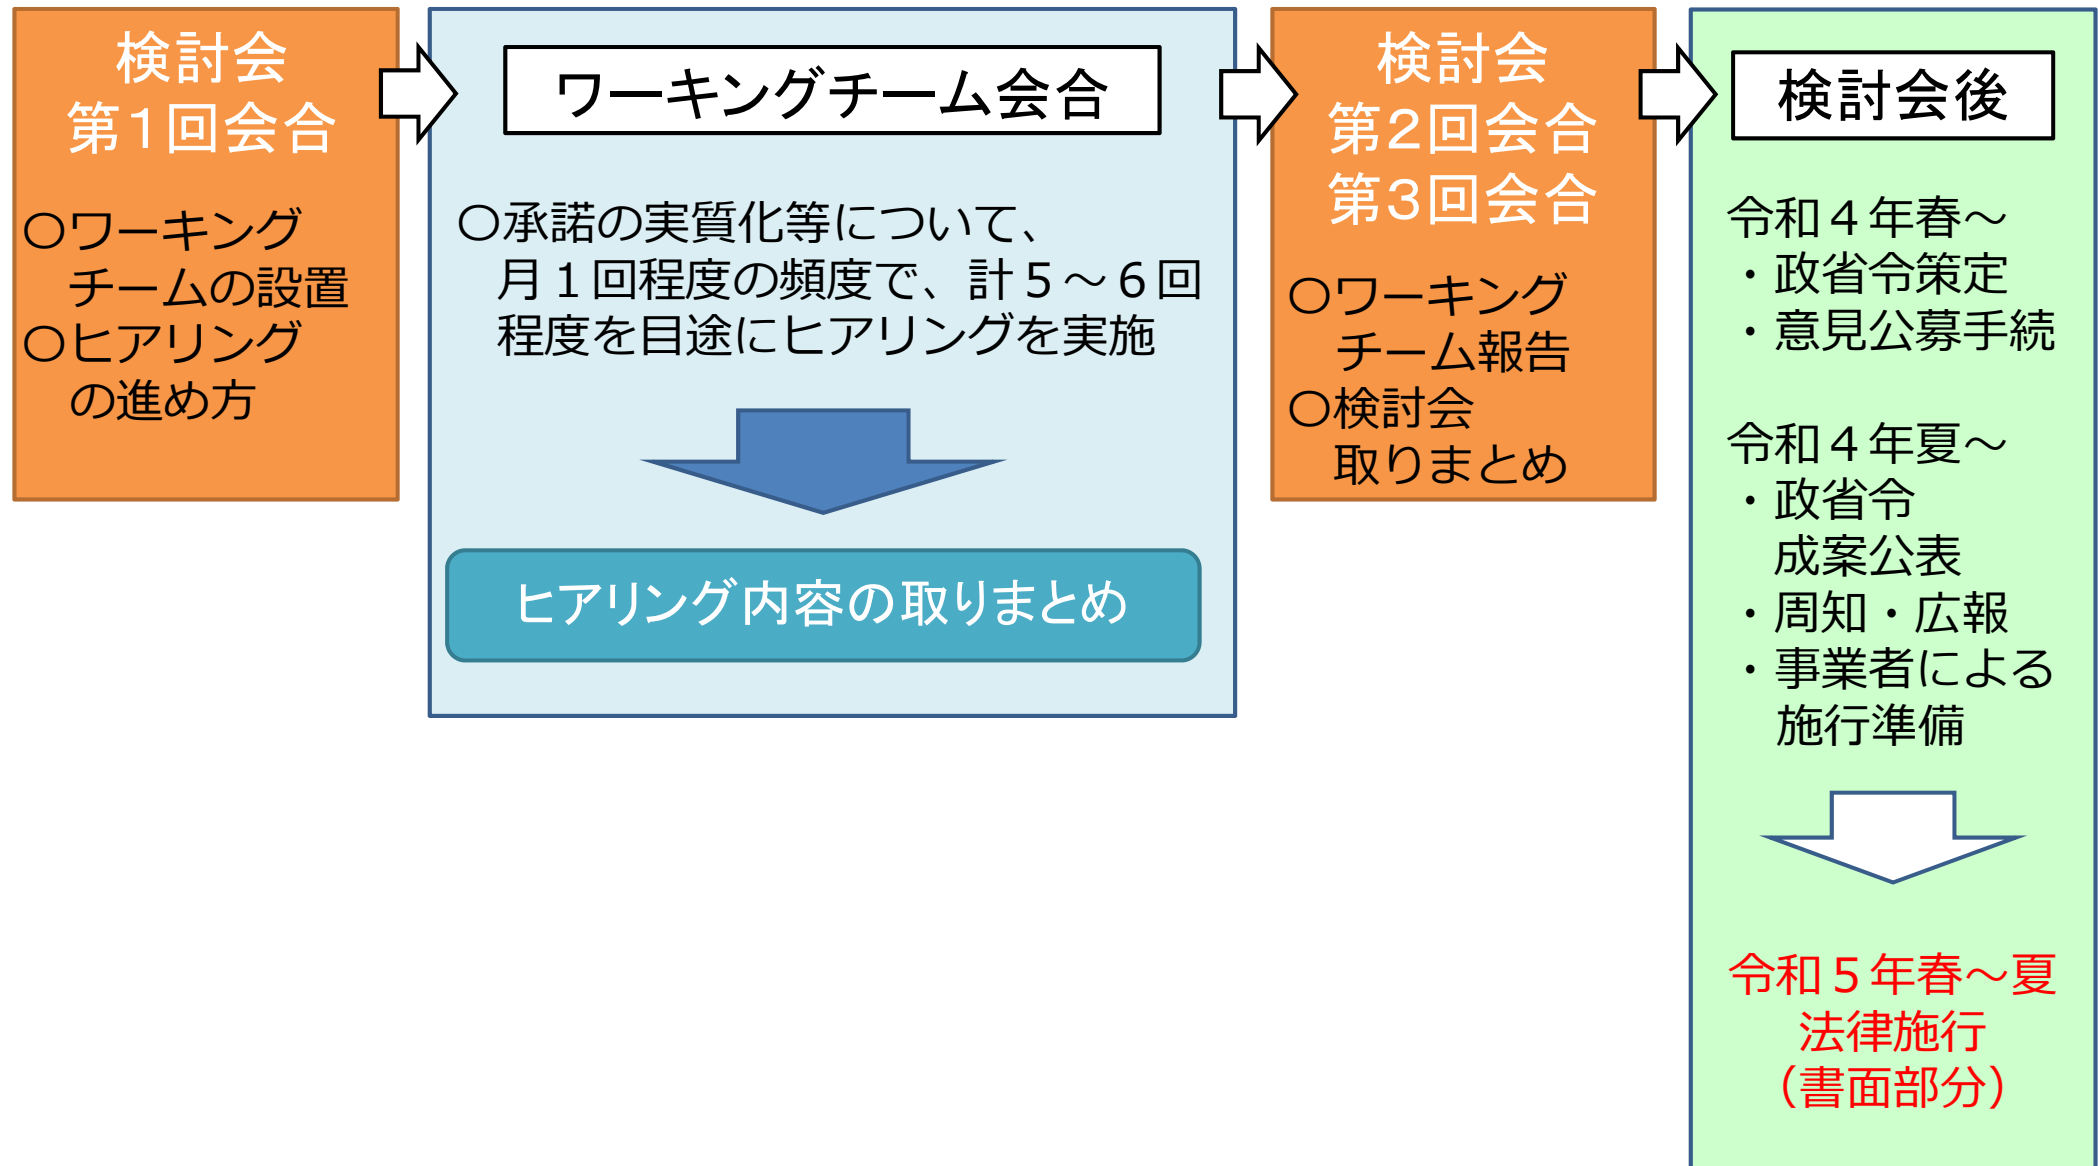 検討会
第１回会合
〇ワーキング
チームの設置
〇ヒアリング
の進め方
ワーキングチーム会合
〇承諾の実質化等について、
月１回程度の頻度で、計５～６回
程度を目途にヒアリングを実施
ヒアリング内容の取りまとめ
検討会
第２回会合
第３回会合
〇ワーキング
チーム報告
〇検討会
取りまとめ
検討会後
令和４年春～
・政省令策定
・意見公募手続
令和４年夏～
・政省令
成案公表
・周知・広報
・事業者による
施行準備
令和５年春～夏
法律施行
（書面部分）